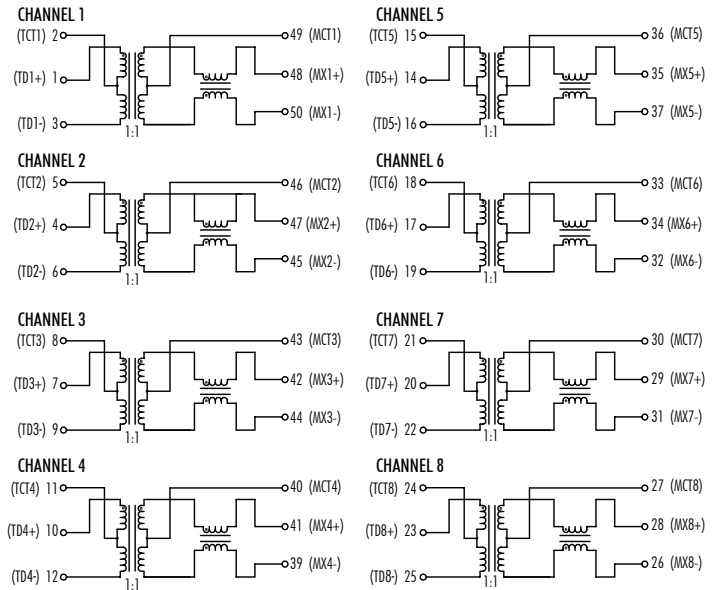 CHANNEL 1
(TCT1) 2
49 (MCT1)
(TD1+) 1
48 (MX1+)
(TD1-) 3
50 (MX1-)
1:1
CHANNEL 2
(TCT2) 5
46 (MCT2)
(TD2+) 4
47 (MX2+)
(TD2-) 6
45 (MX2-)
1:1
CHANNEL 3
(TCT3) 8
43 (MCT3)
(TD3+) 7
42 (MX3+)
(TD3-) 9
44 (MX3-)
1:1
CHANNEL 4
(TCT4) 11
40 (MCT4)
(TD4+) 10
41 (MX4+)
(TD4-) 12
39 (MX4-)
1:1
CHANNEL 5
(TCT5) 15
36 (MCT5)
(TD5+) 14
35 (MX5+)
(TD5-) 16
37 (MX5-)
1:1
CHANNEL 6
(TCT6) 18
33 (MCT6)
(TD6+) 17
34 (MX6+)
(TD6-) 19
32 (MX6-)
1:1
CHANNEL 7
(TCT7) 21
30 (MCT7)
(TD7+) 20
29 (MX7+)
(TD7-) 22
31 (MX7-)
1:1
CHANNEL 8
(TCT8) 24
27 (MCT8)
(TD8+) 23
28 (MX8+)
(TD8- 25
26 (MX8-)
1:1